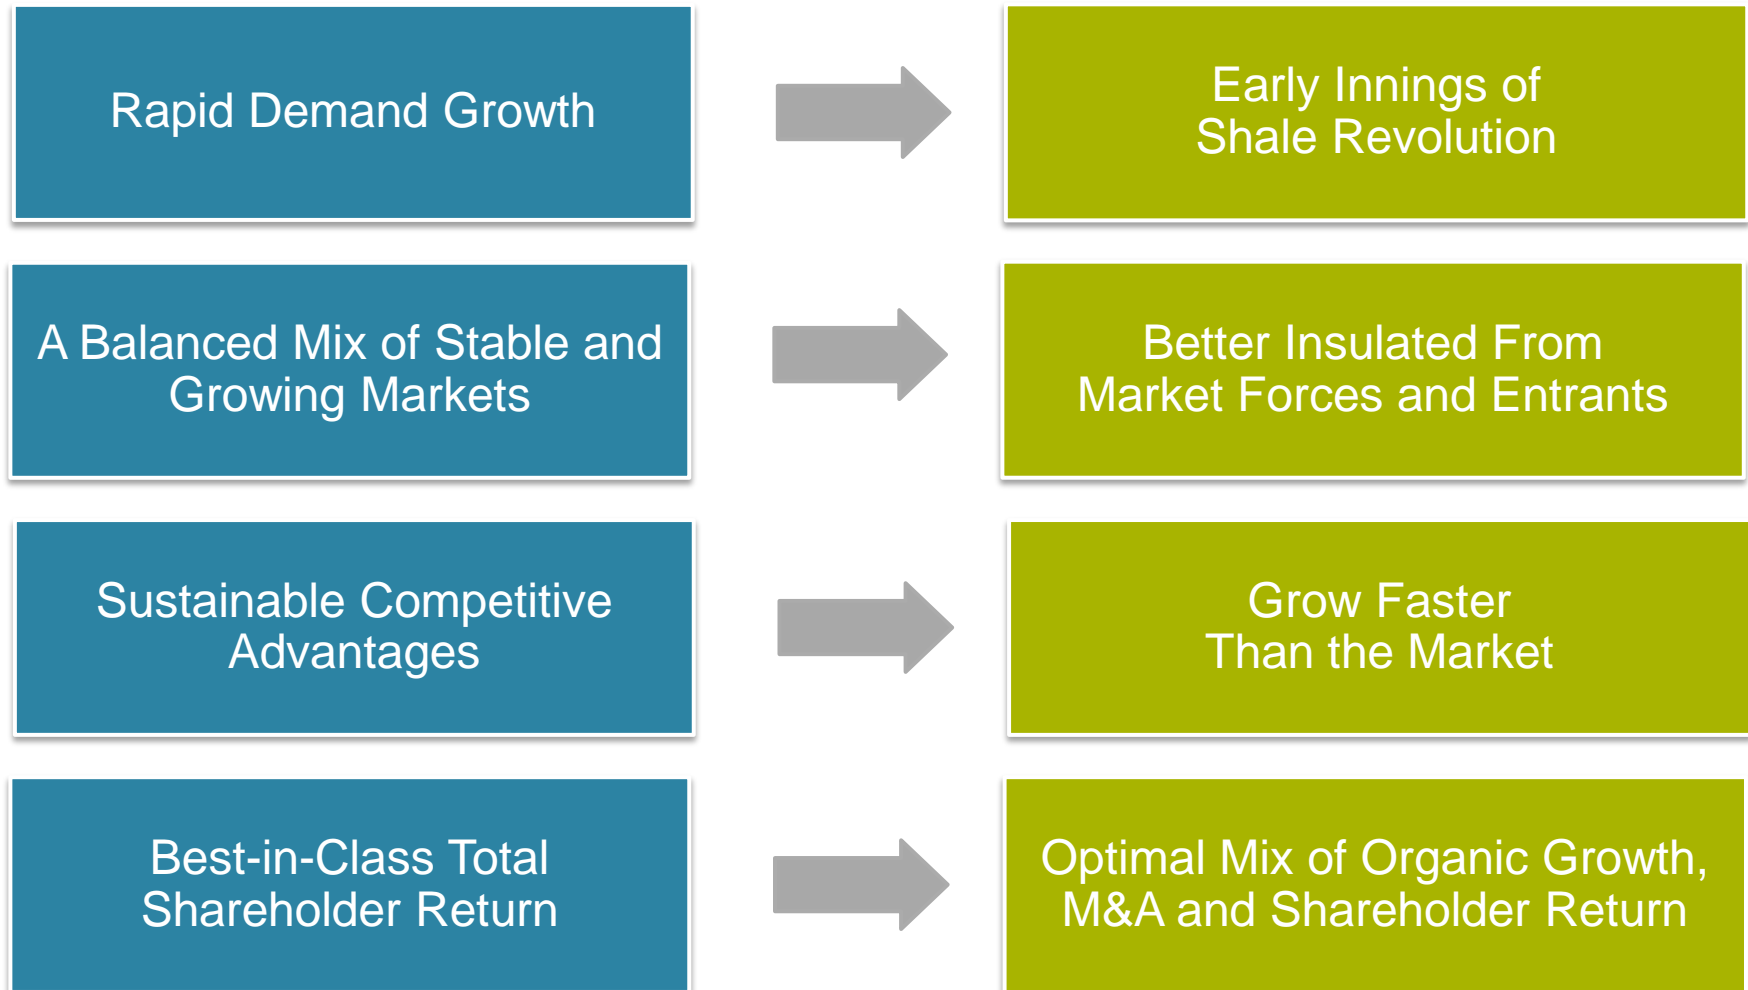 Rapid Demand Growth
Early Innings of
Shale Revolution
A Balanced Mix of Stable and
Growing Markets
Better Insulated From
Market Forces and Entrants
Sustainable Competitive
Advantages
Grow Faster
Than the Market
Best-in-Class Total
Shareholder Return
Optimal Mix of Organic Growth,
M&A and Shareholder Return